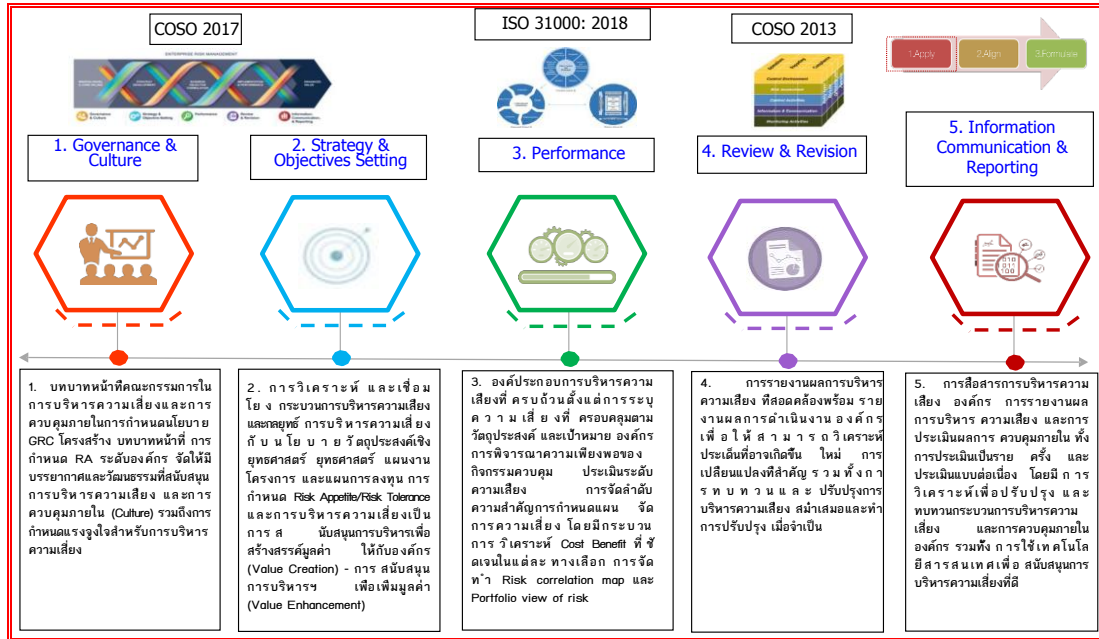 COSO 2017
ISO 31000: 2018
COSO 2013
1.Apply
2.Align
3.Formulate
ENTERPRISE RISK MANAGEMENT
Control Environment
Risk Assessment
Control Activities
Information & Communication
Monitoring Activities
1. Governance &
Culture
2. Strategy &
Objectives Setting
3. Performance
4. Review & Revision
5. Information
Communication &
Reporting
1. บทบาทหน้าที่คณะกรรมการใน
การบริหารความเสี่ยงและการ
ควบคุมภายในการกำหนดนโยบาย
GRC โครงสร้าง บทบาทหน้าที่ การ
กำหนด RA ระดับองค์กร จัดให้มี
บรรยากาศและวัฒนธรรมที่สนับสนุน
การบริหารความเสี่ยง และการ
ควบคุมภายใน (Culture) รวมถึงการ
กำหนดแรงจูงใจสำหรับการบริหาร
ความเสี่ยง
2. การวิเคราะห์ และเชื่อม
โยง กระบวนการบริหารความเสี่ยง
และกลยุทธ์ การบริหารความเสี่ยง
กับนโยบาย วัตถุประสงค์เชิง
ยุทธศาสตร์ ยุทธศาสตร์ แผนงาน
โครงการ และแผนการลงทุน การ
กำหนด Risk Appetite/Risk Tolerance
และการบริหารความเสี่ยงเป็น
การส นับสนุนการบริหารเพื่อ
สร้างสรรค์มูลค่า ให้กับองค์กร
(Value Creation) - การ สนับสนุน
การบริหารฯ เพื่อเพิ่มมูลค่า
(Value Enhancement)
3. องค์ประกอบการบริหารความ
เสี่ยงที่ ครบถ้วนตั้งแต่การระบุ
ความเสี่ยงที่ ครอบคลุมตาม
วัตถุประสงค์ และเป้าหมาย องค์กร
การพิจารณาความเพียงพอของ
กิจกรรมควบคุม ประเมินระดับ
ความเสี่ยง การจัดลำดับ
ความสำคัญการกำหนดแผน จัด
การความเสี่ยง โดยมีกระบวน
การ วิเคราะห์ Cost Benefit ที่ ชั
ดเจนในแต่ละ ทางเลือก การจัด
ทำ Risk correlation map และ
Portfolio view of risk
4. การรายงานผลการบริหาร
ความเสี่ยง ที่สอดคล้องพร้อม ราย
งานผลการดำเนินงาน องค์กร
เพื่อให้สามารถวิเคราะห์
ประเด็นที่อาจเกิดขึ้น ใหม่ การ
เปลี่ยนแปลงที่สำคัญ รวมทั้งกา
รทบทวนและ ปรับปรุงการ
บริหารความเสี่ยง สม่ำเสมอและทำ
การปรับปรุง เมื่อจำเป็น
5. การสื่อสารการบริหารความ
เสี่ยง องค์กร การรายงานผล
การบริหาร ความเสี่ยง และการ
ประเมินผลการ ควบคุมภายใน ทั้ง
การประเมินเป็นราย ครั้ง และ
ประเมินแบบต่อเนื่อง โดยมี การ
วิเคราะห์เพื่อปรับปรุง และ
ทบทวนกระบวนการบริหารความ
เสี่ยง และการควบคุมภายใน
องค์กร รวมทั้ง การใช้เทคโนโล
ยีสารสนเทศเพื่อ สนับสนุนการ
บริหารความเสี่ยงที่ดี